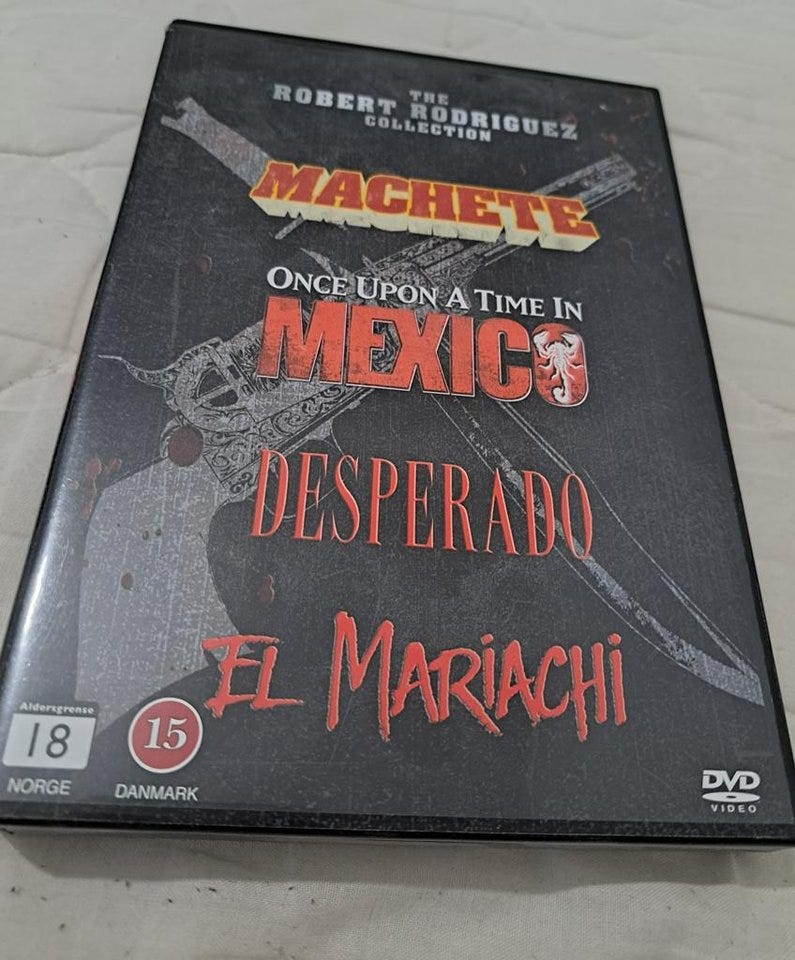 THE
ROBERT RODRIGUEZ
COLLECTION
MACHETE
ONCE UPON A TIME IN
MEXICO
DESPERADO
EL MARiACHi
Aldersgrense
18
NORGE
15
DANMARK
DVD
VIDEO